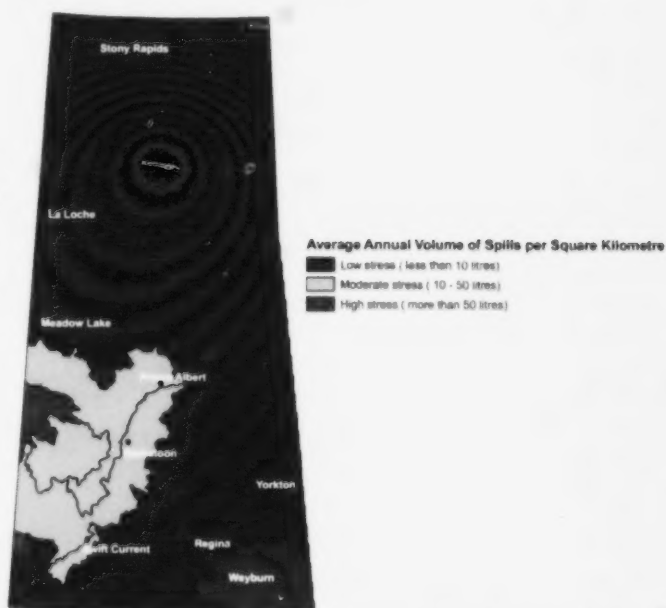 Stony Rapids
La Loche
Average Annual Volume of Spills per Square Kilometre
Low stress ( less than 10 litres)
Moderate stress ( 10 - 50 litres)
High stress ( more than 50 litres)
Meadow Lake
Albert
Saskatoon
Yorkton
Swift Current
Regina
Weyburn